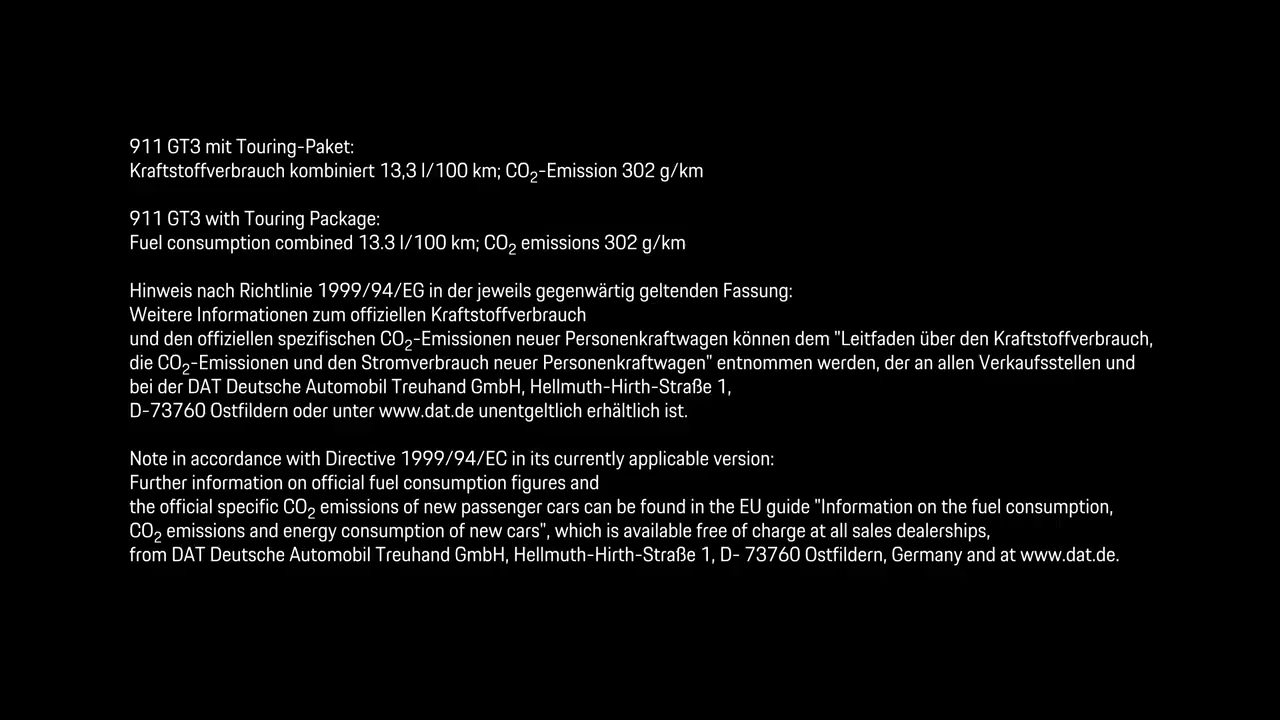 911 GT3 mit Touring-Paket:
Kraftstoffverbrauch kombiniert 13,3 l/100 km; CO₂-Emission 302 g/km
911 GT3 with Touring Package:
Fuel consumption combined 13.3 l/100 km; CO₂ emissions 302 g/km
Hinweis nach Richtlinie 1999/94/EG in der jeweils gegenwärtig geltenden Fassung:
Weitere Informationen zum offiziellen Kraftstoffverbrauch
und den offiziellen spezifischen CO₂-Emissionen neuer Personenkraftwagen können dem "Leitfaden über den Kraftstoffverbrauch,
die CO₂-Emissionen und den Stromverbrauch neuer Personenkraftwagen" entnommen werden, der an allen Verkaufsstellen und
bei der DAT Deutsche Automobil Treuhand GmbH, Hellmuth-Hirth-Straße 1,
D-73760 Ostfildern oder unter www.dat.de unentgeltlich erhältlich ist.
Note in accordance with Directive 1999/94/EC in its currently applicable version:
Further information on official fuel consumption figures and
the official specific CO₂ emissions of new passenger cars can be found in the EU guide "Information on the fuel consumption,
CO₂ emissions and energy consumption of new cars", which is available free of charge at all sales dealerships,
from DAT Deutsche Automobil Treuhand GmbH, Hellmuth-Hirth-Straße 1, D- 73760 Ostfildern, Germany and at www.dat.de.